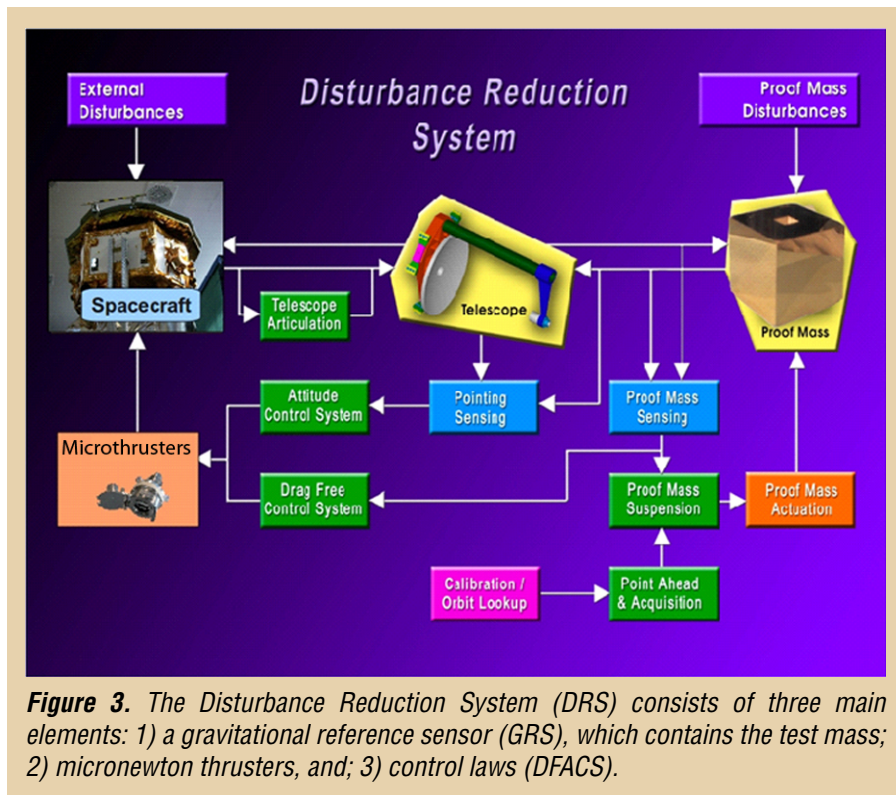 External
Disturbances
Disturbance Reduction
System
Proof Mass
Disturbances
Spacecraft
Telescope
Articulation
Telescope
Proof Mass
Attitude
Control System
Pointing
Sensing
Proof Mass
Sensing
Microthrusters
Drag Free
Control System
Proof Mass
Suspension
Proof Mass
Actuation
Calibration /
Orbit Lookup
Point Ahead
& Acquisition
Figure 3. The Disturbance Reduction System (DRS) consists of three main
elements: 1) a gravitational reference sensor (GRS), which contains the test mass;
2) micronewton thrusters, and; 3) control laws (DFACS).